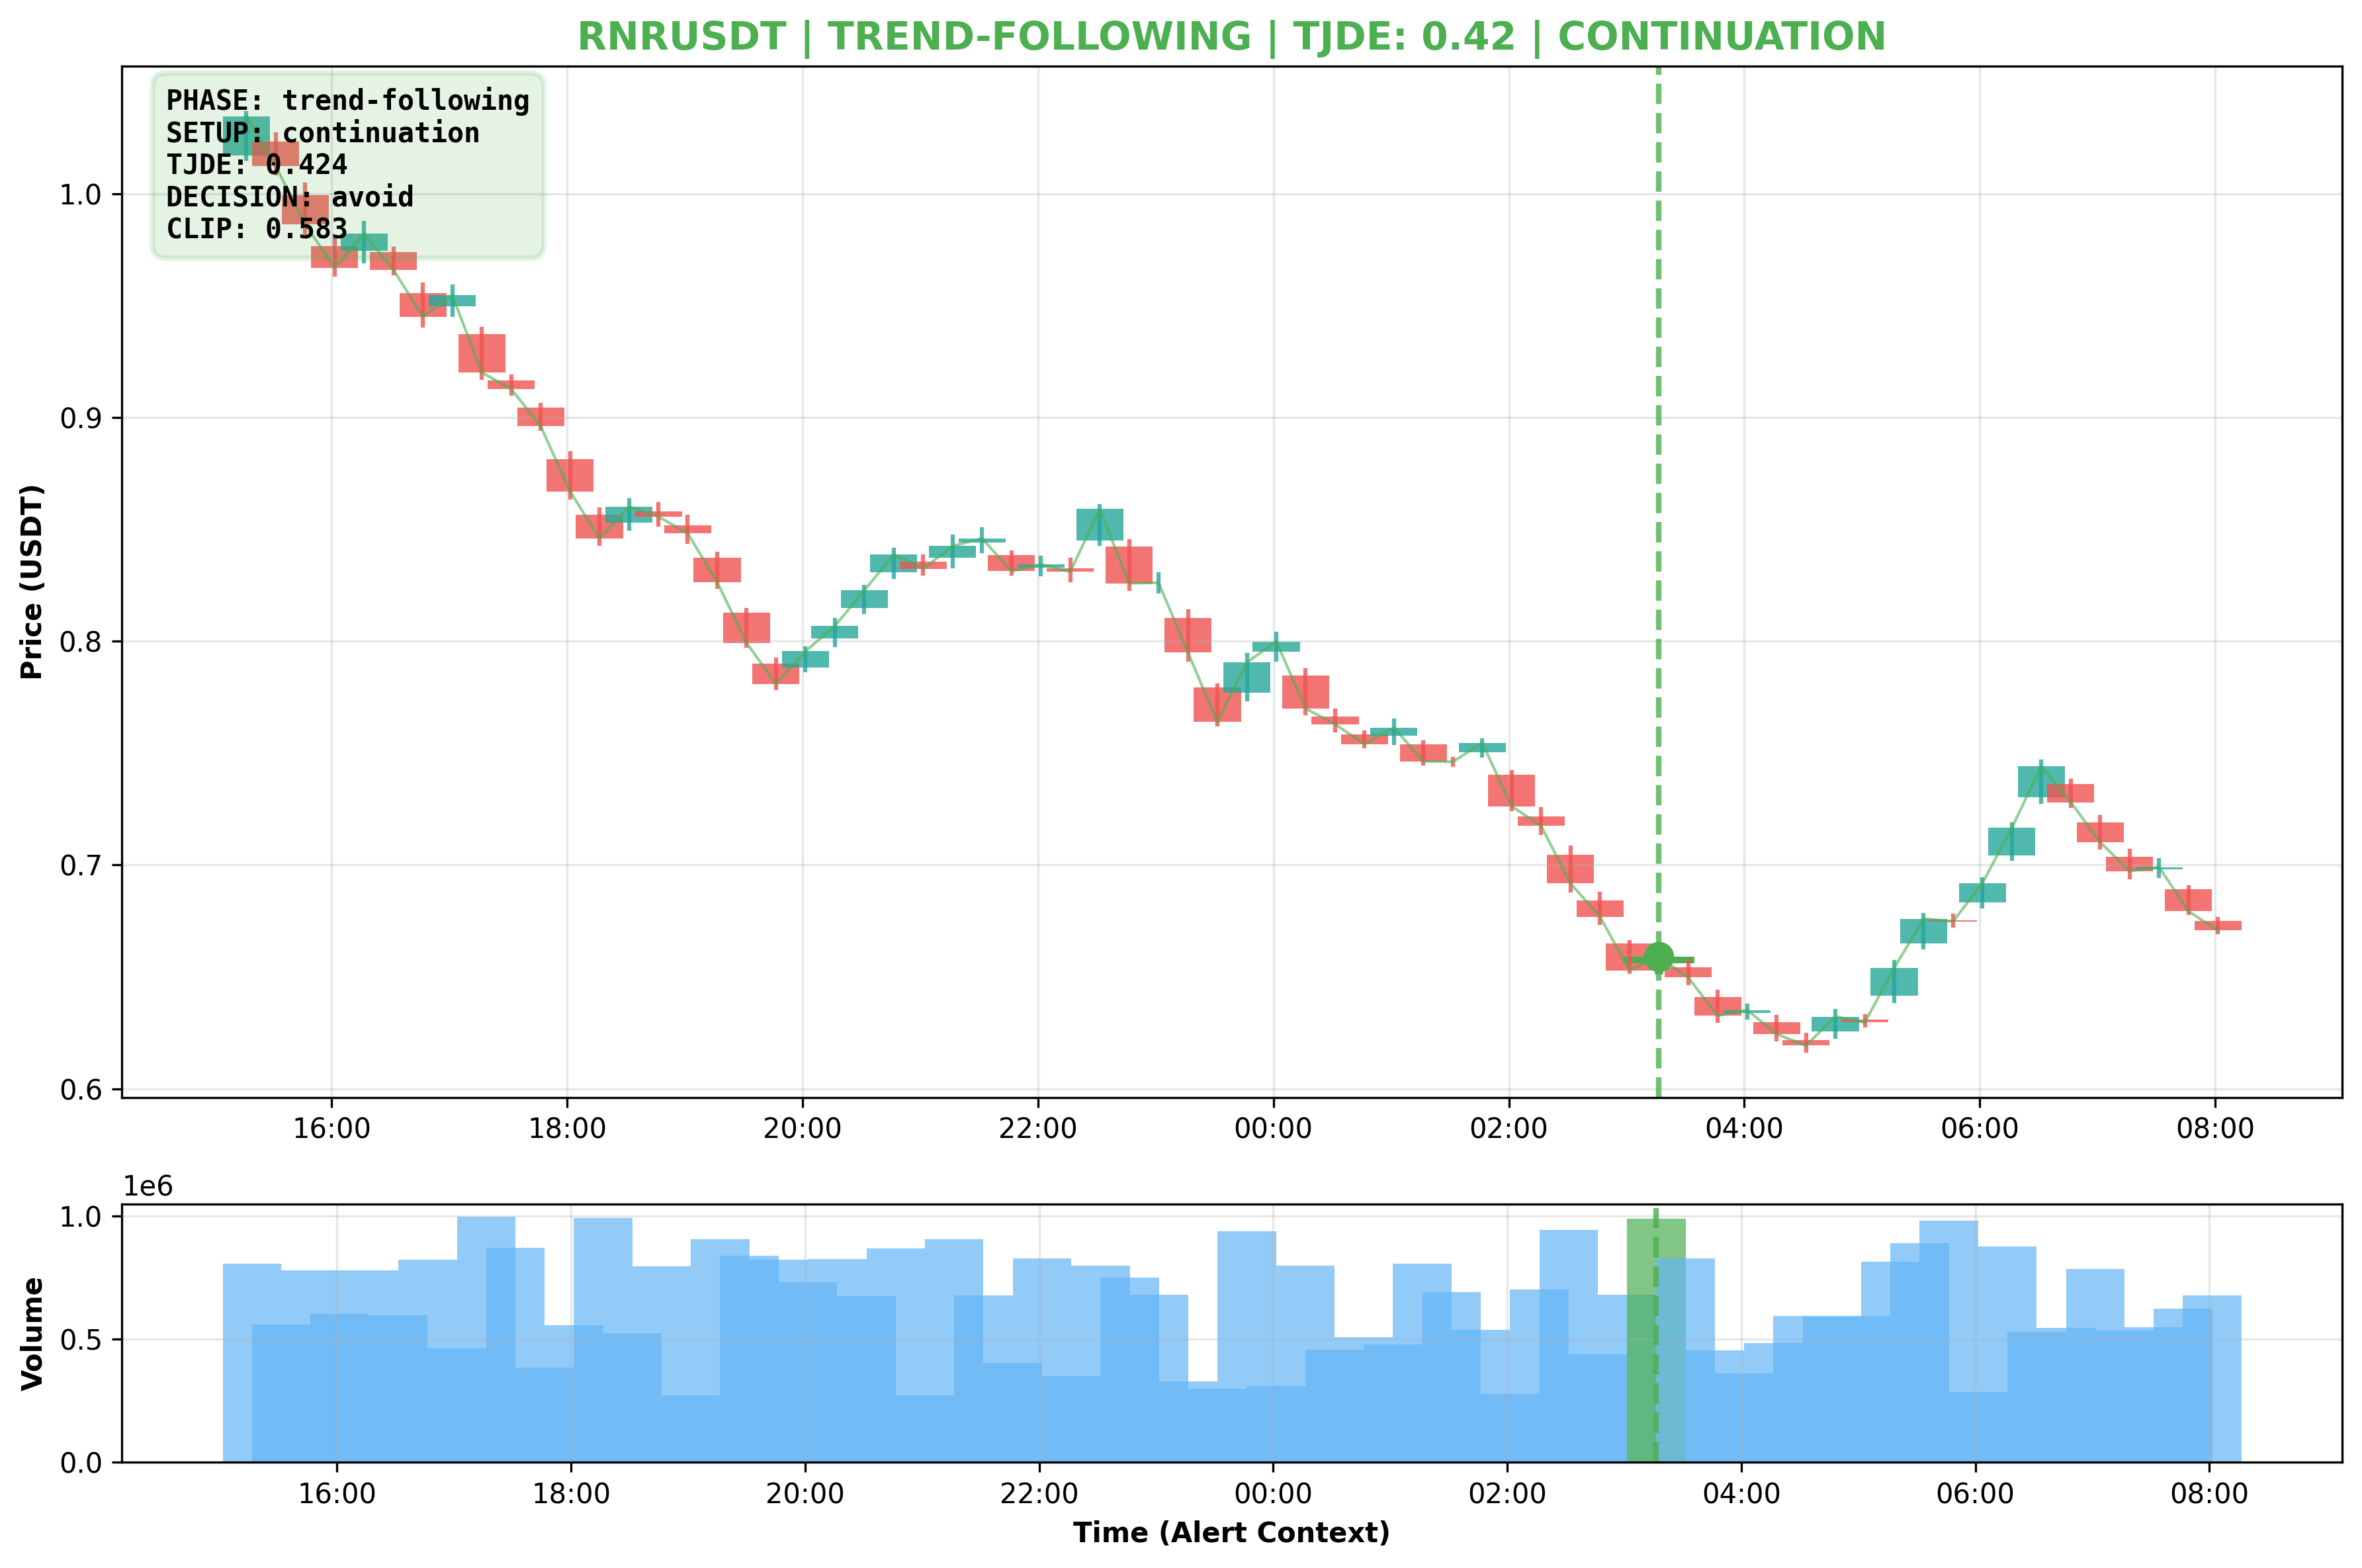 RNRUSDT | TREND-FOLLOWING | TJDE: 0.42 | CONTINUATION
PHASE: trend-following
SETUP: continuation
TJDE: 0.424
DECISION: avoid
CLIP: 0.583
Price (USDT)
1.0
0.9
0.8
0.7
0.6
16:00 18:00 20:00 22:00 00:00 02:00 04:00 06:00 08:00
1e6
Volume
1.0
0.5
0.0
16:00 18:00 20:00 22:00 00:00 02:00 04:00 06:00 08:00
Time (Alert Context)